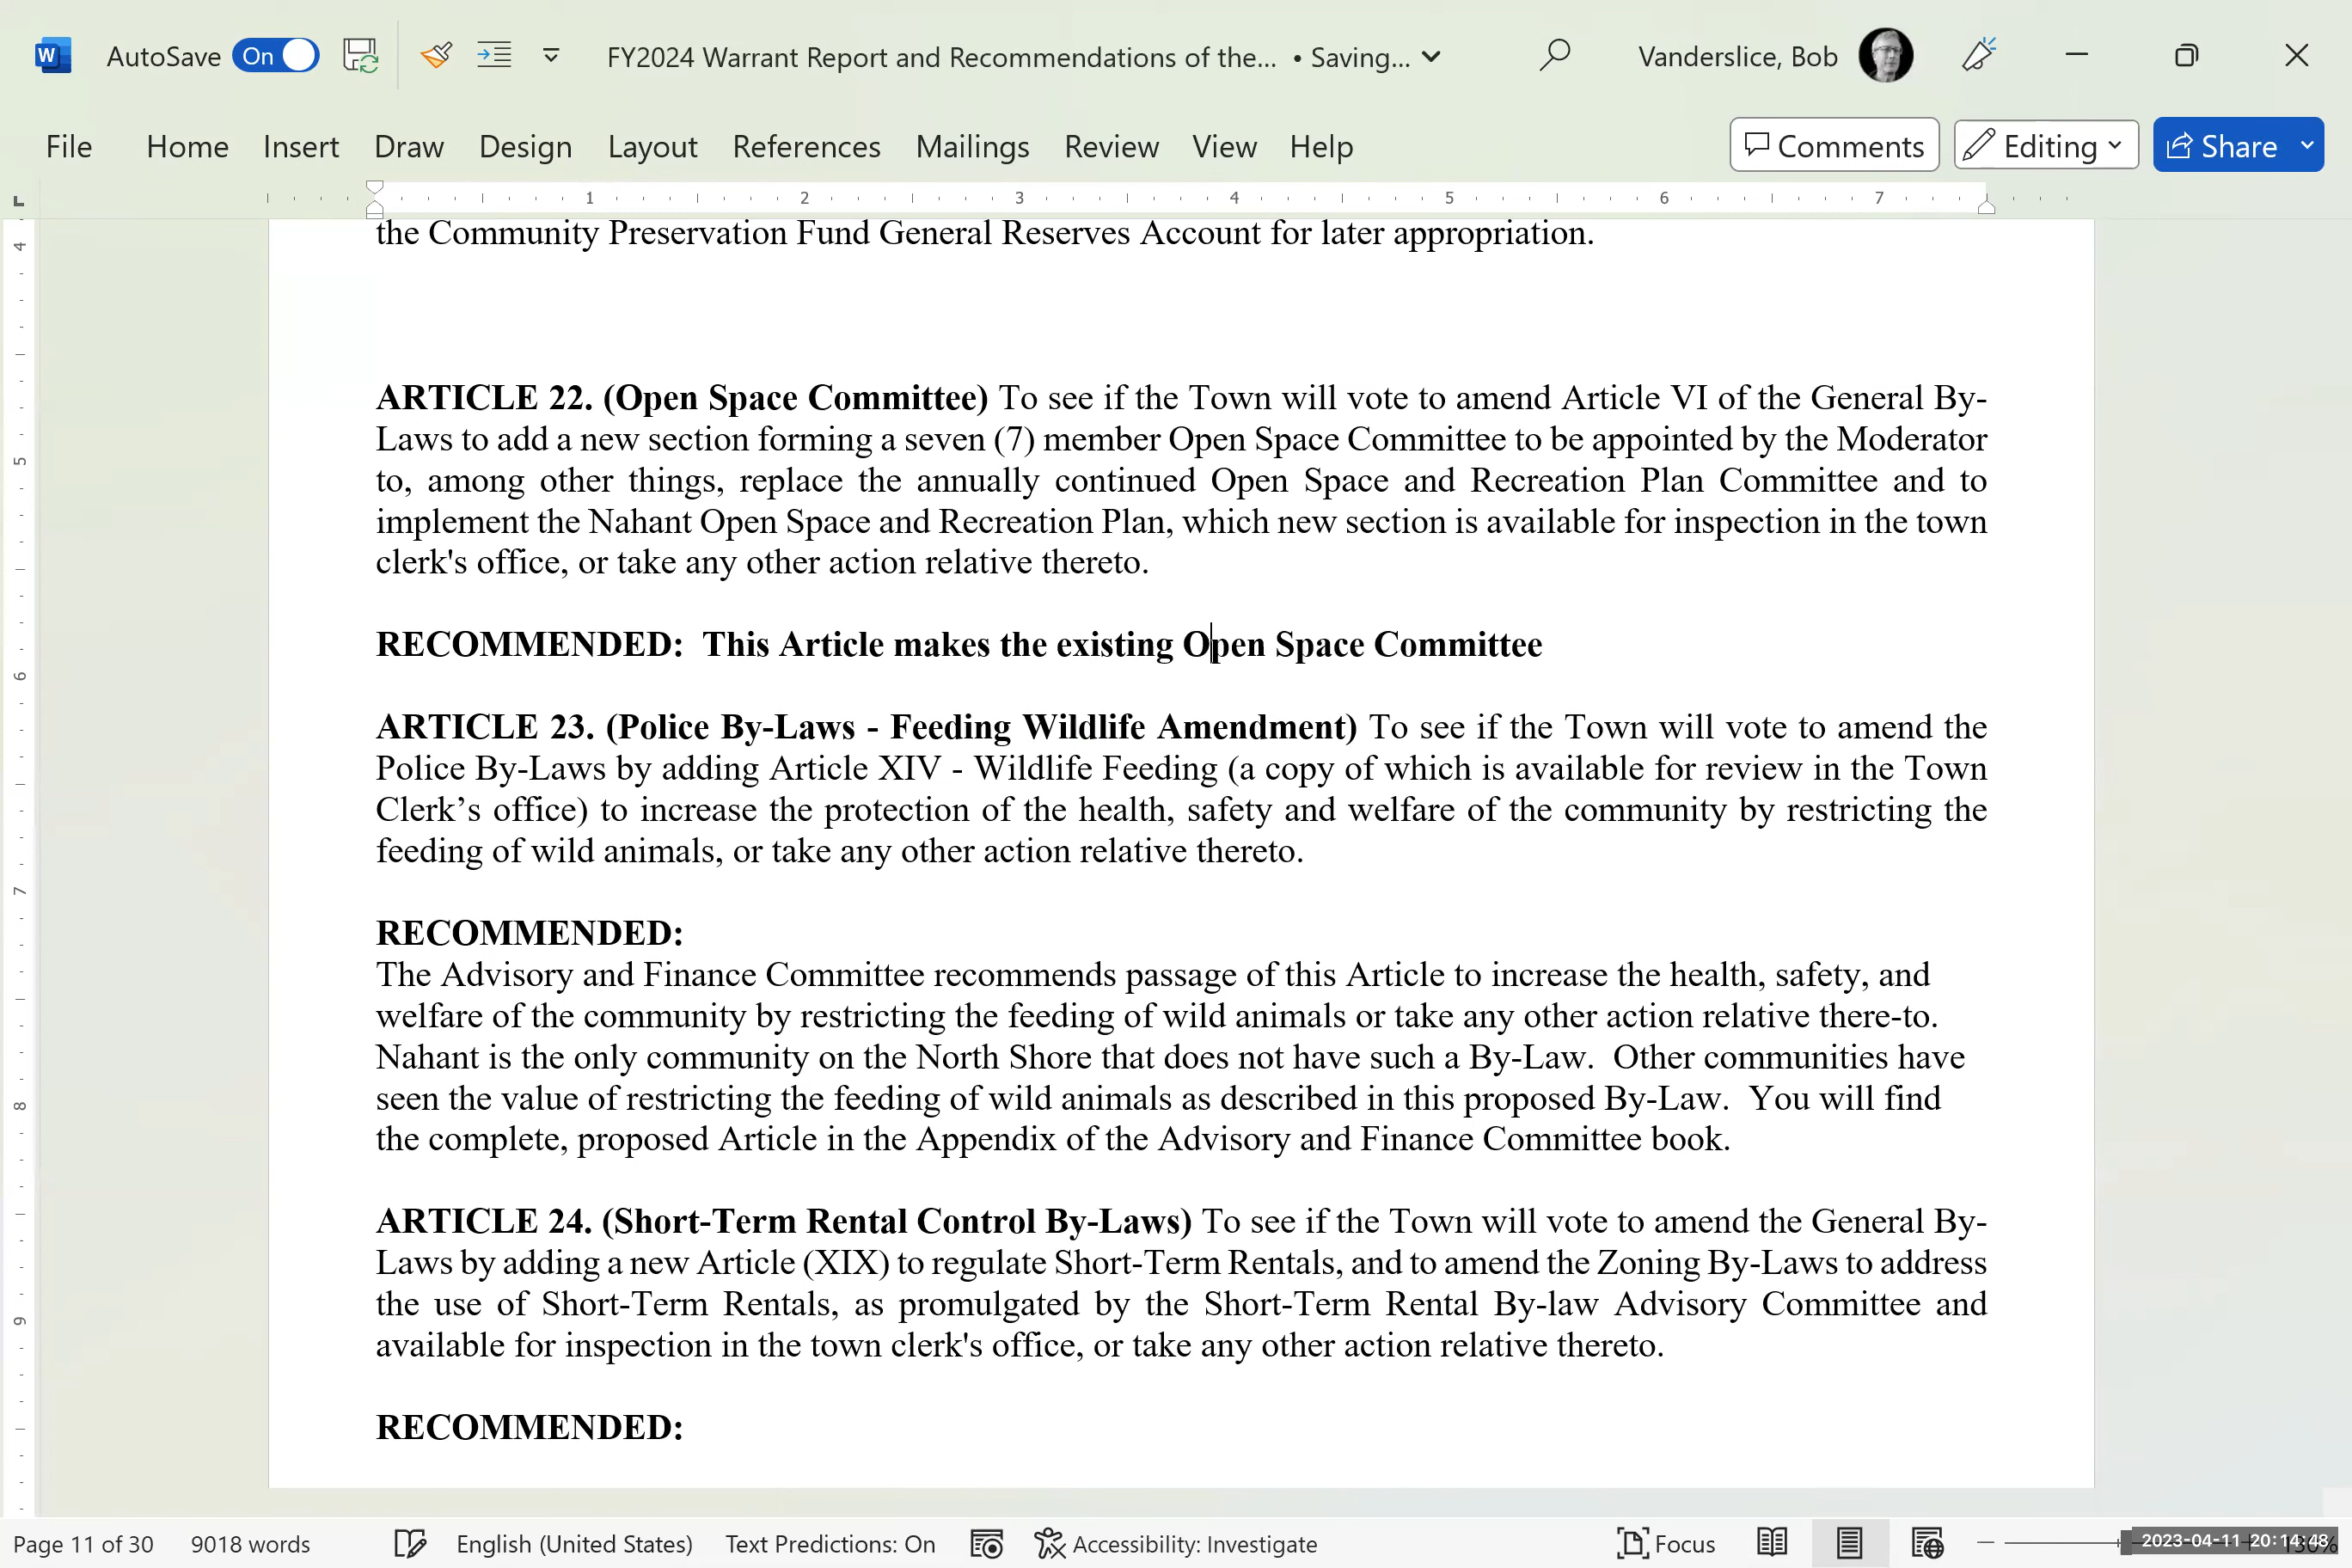 AutoSave On FY2024 Warrant Report and Recommendations of the... • Saving... Vanderslice, Bob
File Home Insert Draw Design Layout References Mailings Review View Help Comments Editing Share
1 2 3 4 5 6 7
the Community Preservation Fund General Reserves Account for later appropriation.
ARTICLE 22. (Open Space Committee) To see if the Town will vote to amend Article VI of the General By-
Laws to add a new section forming a seven (7) member Open Space Committee to be appointed by the Moderator
to, among other things, replace the annually continued Open Space and Recreation Plan Committee and to
implement the Nahant Open Space and Recreation Plan, which new section is available for inspection in the town
clerk's office, or take any other action relative thereto.
RECOMMENDED:  This Article makes the existing Open Space Committee
ARTICLE 23. (Police By-Laws - Feeding Wildlife Amendment) To see if the Town will vote to amend the
Police By-Laws by adding Article XIV - Wildlife Feeding (a copy of which is available for review in the Town
Clerk’s office) to increase the protection of the health, safety and welfare of the community by restricting the
feeding of wild animals, or take any other action relative thereto.
RECOMMENDED:
The Advisory and Finance Committee recommends passage of this Article to increase the health, safety, and
welfare of the community by restricting the feeding of wild animals or take any other action relative there-to.
Nahant is the only community on the North Shore that does not have such a By-Law.  Other communities have
seen the value of restricting the feeding of wild animals as described in this proposed By-Law.  You will find
the complete, proposed Article in the Appendix of the Advisory and Finance Committee book.
ARTICLE 24. (Short-Term Rental Control By-Laws) To see if the Town will vote to amend the General By-
Laws by adding a new Article (XIX) to regulate Short-Term Rentals, and to amend the Zoning By-Laws to address
the use of Short-Term Rentals, as promulgated by the Short-Term Rental By-law Advisory Committee and
available for inspection in the town clerk's office, or take any other action relative thereto.
RECOMMENDED:
4
5
6
7
8
9
Page 11 of 30 9018 words English (United States) Text Predictions: On Accessibility: Investigate Focus 2023-04-11 20:14:48